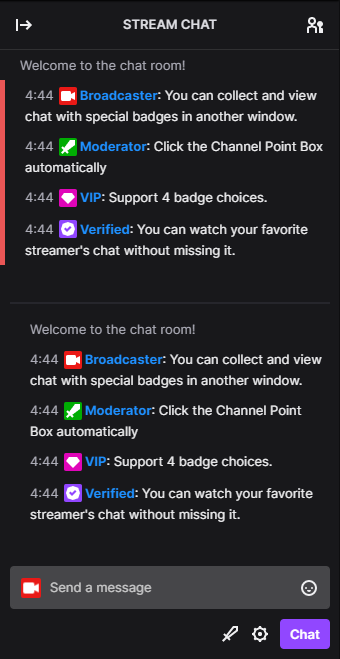 STREAM CHAT
Welcome to the chat room!
4:44 Broadcaster: You can collect and view
chat with special badges in another window.
4:44 Moderator: Click the Channel Point Box
automatically
4:44 VIP: Support 4 badge choices.
4:44 Verified: You can watch your favorite
streamer's chat without missing it.
Welcome to the chat room!
4:44 Broadcaster: You can collect and view
chat with special badges in another window.
4:44 Moderator: Click the Channel Point
Box automatically
4:44 VIP: Support 4 badge choices.
4:44 Verified: You can watch your favorite
streamer's chat without missing it.
Send a message
Chat